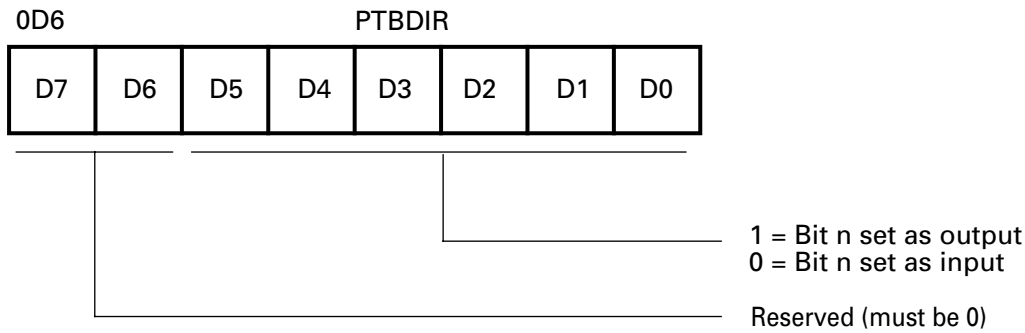 0D6 PTBDIR
D7 D6 D5 D4 D3 D2 D1 D0
1 = Bit n set as output
0 = Bit n set as input
Reserved (must be 0)